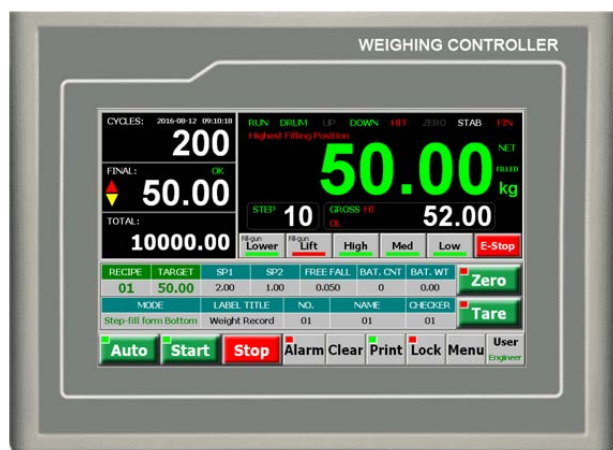 WEIGHING CONTROLLER
CYCLES: 2016-08-12 09:10:18
200
RUN DRUM UP DOWN HIT ZERO STAB FIN
Highest Filling Position
FINAL: OK
50.00
50.00
NET
FILLED
kg
TOTAL:
10000.00
STEP 10
GROSS HI
OL
52.00
Fill-gun
Lower
Fill-gun
Lift
High Med Low E-Stop
RECIPE TARGET SP1 SP2 FREE FALL BAT. CNT BAT. WT
01 50.00 2.00 1.00 0.050 0 0.00
Zero
MODE LABEL TITLE NO. NAME CHECKER
Step-fill form Bottom Weight Record 01 01 01
Tare
Auto Start Stop Alarm Clear Print Lock Menu User
Engineer